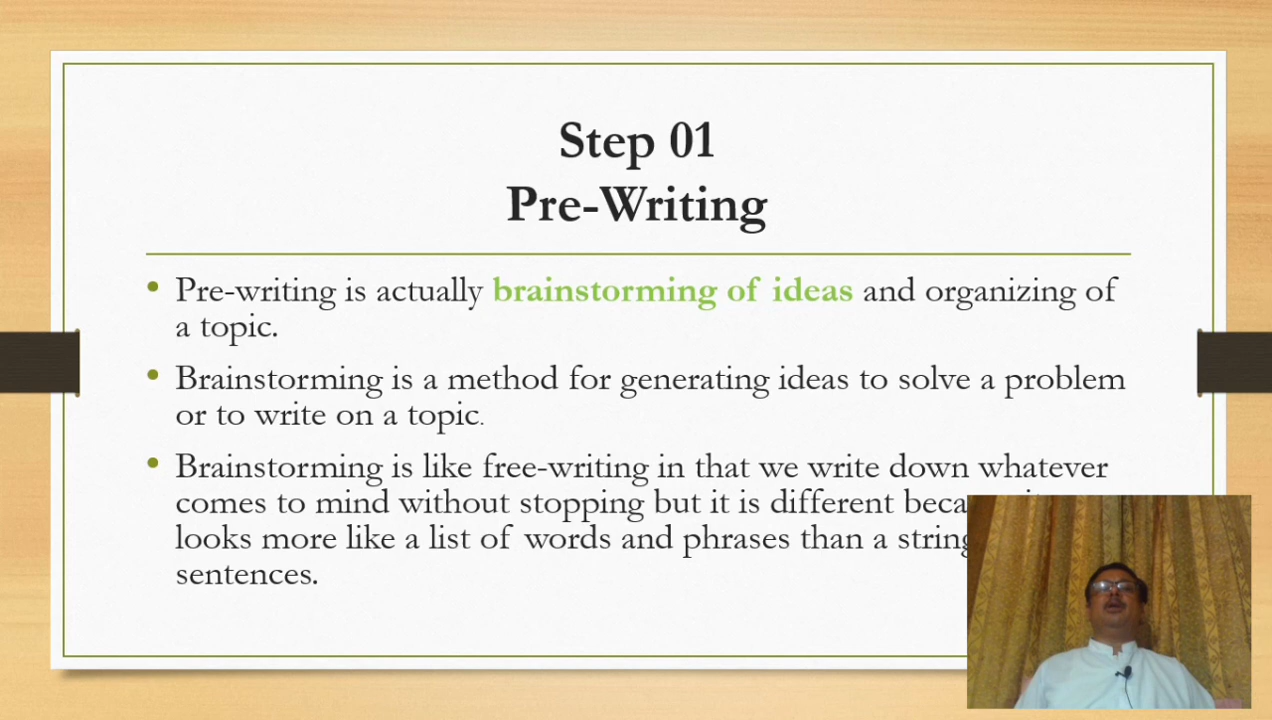 Step 01
Pre-Writing
• Pre-writing is actually brainstorming of ideas and organizing of
a topic.
• Brainstorming is a method for generating ideas to solve a problem
or to write on a topic.
• Brainstorming is like free-writing in that we write down whatever
comes to mind without stopping but it is different
looks more like a list of words and phrases than a string
sentences.